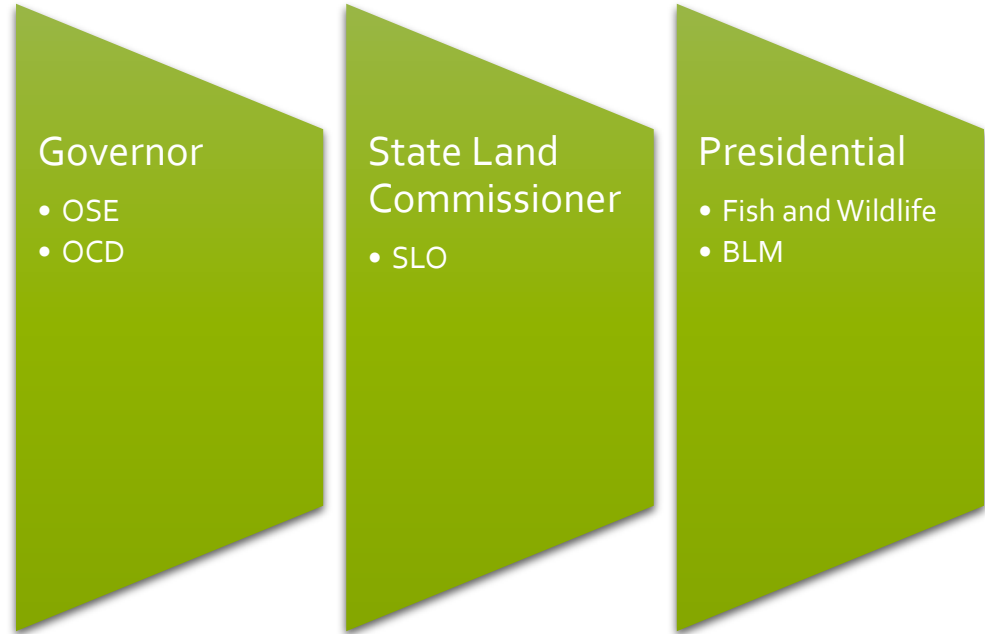 Governor
• OSE
• OCD
State Land
Commissioner
• SLO
Presidential
• Fish and Wildlife
• BLM